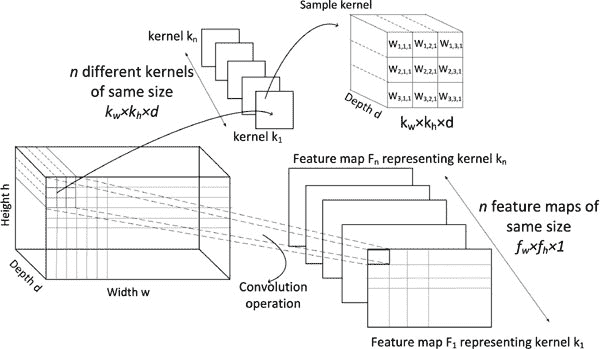 Sample kernel
kernel kn
n different kernels
of same size
kw×kh×d
kernel k1
W1,1,1 W1,2,1 W1,3,1
W2,1,1 W2,2,1 W2,3,1
W3,1,1 W3,2,1 W3,3,1
Depth d
kw×kh×d
Feature map Fn representing kernel kn
n feature maps of
same size
fw×fh×1
Height h
Depth d
Width w
Convolution
operation
Feature map F1 representing kernel k1